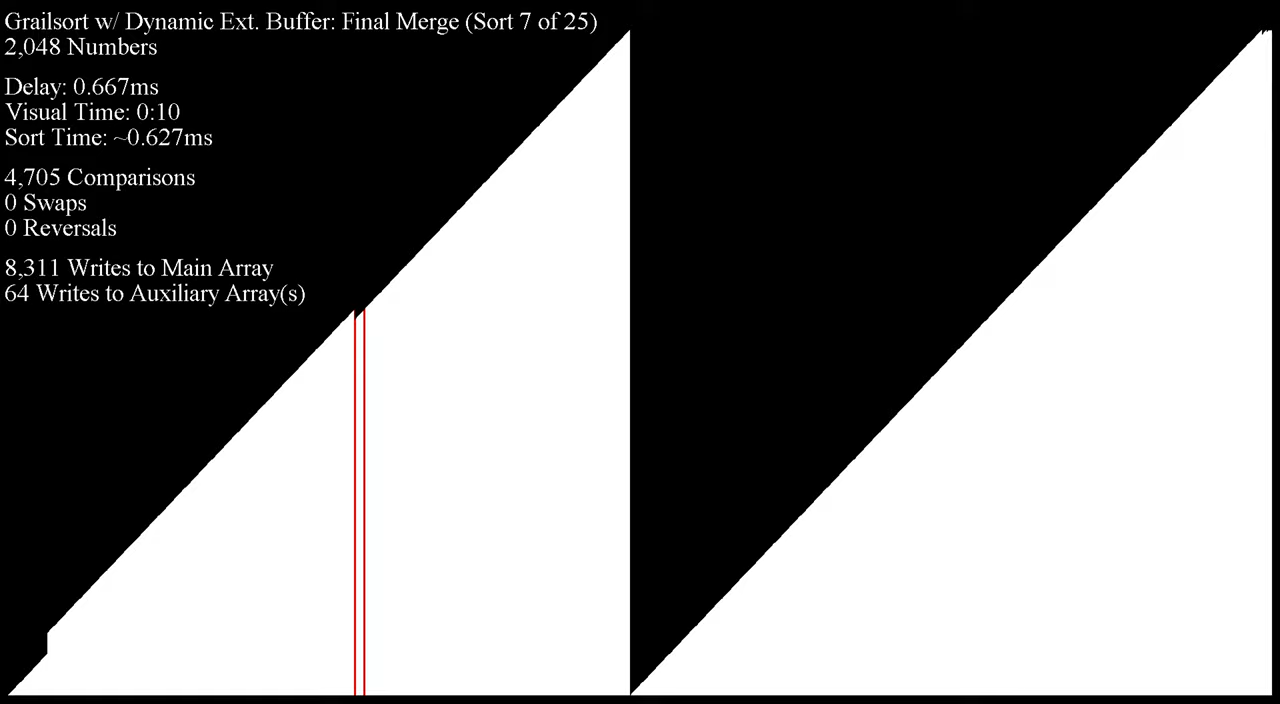 Grailsort w/ Dynamic Ext. Buffer: Final Merge (Sort 7 of 25)
2,048 Numbers
Delay: 0.667ms
Visual Time: 0:10
Sort Time: ~0.627ms
4,705 Comparisons
0 Swaps
0 Reversals
8,311 Writes to Main Array
64 Writes to Auxiliary Array(s)